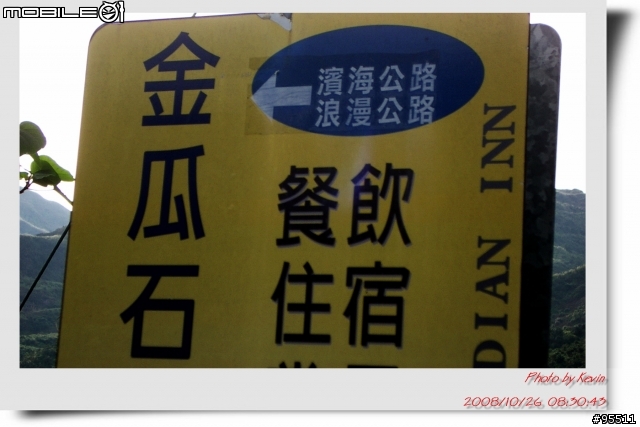 MOBILE01
金瓜石
濱海公路
浪漫公路
餐飲
住宿
DIAN INN
Photo by Kevin
2008/10/26 08:30:43
#95511